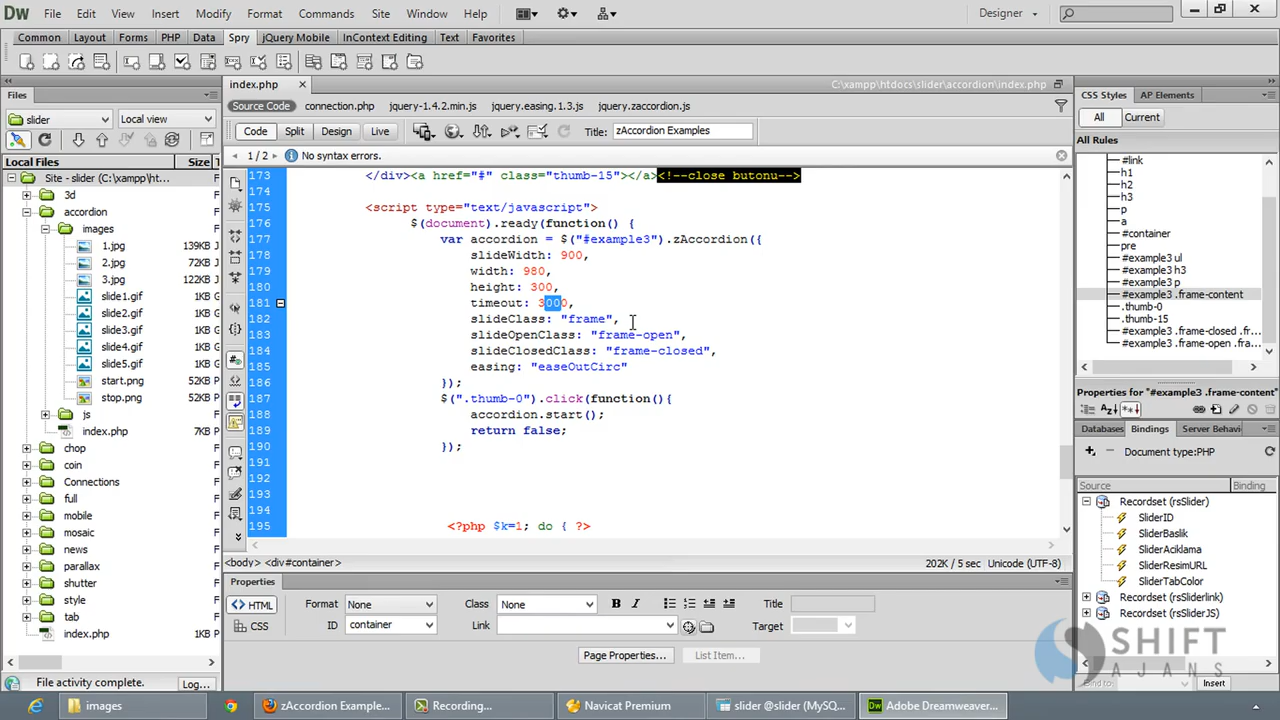 Dw File Edit View Insert Modify Format Commands Site Window Help Designer
Common Layout Forms PHP Data Spry jQuery Mobile InContext Editing Text Favorites
Files
slider Local view
Local Files Size
Site - slider (C:\xampp\ht...
3d
accordion
images
1.jpg 139KB F
2.jpg 72KB F
3.jpg 122KB F
slide1.gif 1KB G
slide2.gif 1KB G
slide3.gif 1KB G
slide4.gif 1KB G
slide5.gif 1KB G
start.png 52KB F
stop.png 52KB F
js F
index.php 7KB F
chop F
coin F
Connections F
full F
mobile F
mosaic F
news F
parallax F
shutter F
style F
tab F
index.php 1KB F
File activity complete. Log...
index.php C:\xampp\htdocs\slider\accordion\index.php
Source Code connection.php jquery-1.4.2.min.js jquery.easing.1.3.js jquery.zaccordion.js
Code Split Design Live Title: zAccordion Examples
1 / 2 No syntax errors.
173 </div><a href="#" class="thumb-15"></a><!--close butonu-->
174
175 <script type="text/javascript">
176 $(document).ready(function() {
177 var accordion = $("#example3").zAccordion({
178 slideWidth: 900,
179 width: 980,
180 height: 300,
181 timeout: 3000,
182 slideClass: "frame",
183 slideOpenClass: "frame-open",
184 slideClosedClass: "frame-closed",
185 easing: "easeOutCirc"
186 });
187 $(".thumb-0").click(function(){
188 accordion.start();
189 return false;
190 });
191
192
193
194
195 <?php $k=1; do { ?>
<body> <div#container> 202K / 5 sec Unicode (UTF-8)
Properties
<> HTML Format None Class None B I Title
CSS ID container Link Target
Page Properties... List Item...
CSS Styles AP Elements
All Current
All Rules
#link
h1
h2
h3
p
a
#container
pre
#example3 ul
#example3 h3
#example3 p
#example3 .frame-content
.thumb-0
.thumb-15
#example3 .frame-closed .fra...
#example3 .frame-open .fram...
Properties for "#example3 .frame-content"
Databases Bindings Server Behavi
Document type:PHP
Source Binding
Recordset (rsSlider)
SliderID
SliderBaslik
SliderAciklama
SliderResimURL
SliderTabColor
Recordset (rsSliderlink)
Recordset (rsSliderJS)
SHIFT
AJANS
Bind to: Insert
images zAccordion Example... Recording... Navicat Premium slider @slider (MySQ... Adobe Dreamweaver...